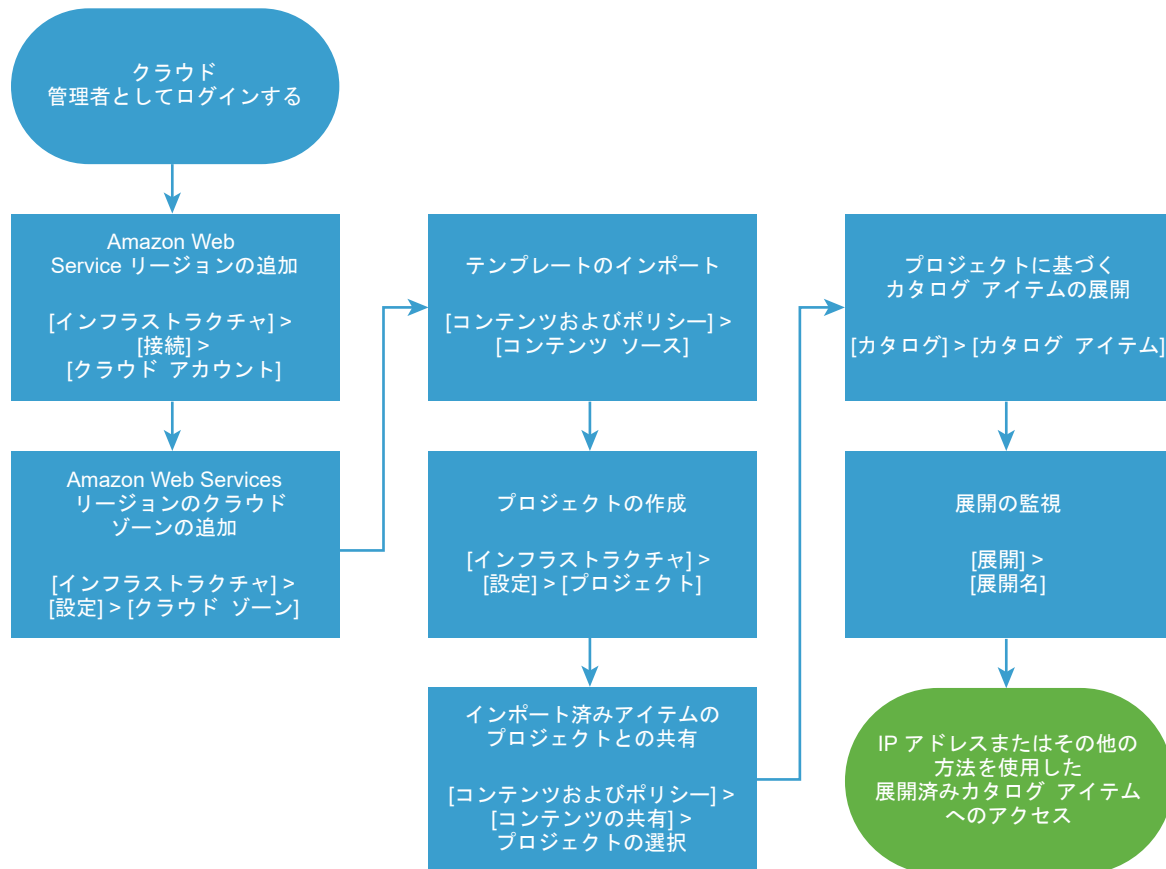 クラウド
管理者としてログインする
Amazon Web
Service リージョンの追加
[インフラストラクチャ] >
[接続] >
[クラウド アカウント]
Amazon Web Services
リージョンのクラウド
ゾーンの追加
[インフラストラクチャ] >
[設定] > [クラウド ゾーン]
テンプレートのインポート
[コンテンツおよびポリシー] >
[コンテンツ ソース]
プロジェクトの作成
[インフラストラクチャ] >
[設定] > [プロジェクト]
インポート済みアイテムの
プロジェクトとの共有
[コンテンツおよびポリシー] >
[コンテンツの共有] >
プロジェクトの選択
プロジェクトに基づく
カタログ アイテムの展開
[カタログ] > [カタログ アイテム]
展開の監視
[展開] >
[展開名]
IP アドレスまたはその他の
方法を使用した
展開済みカタログ アイテム
へのアクセス